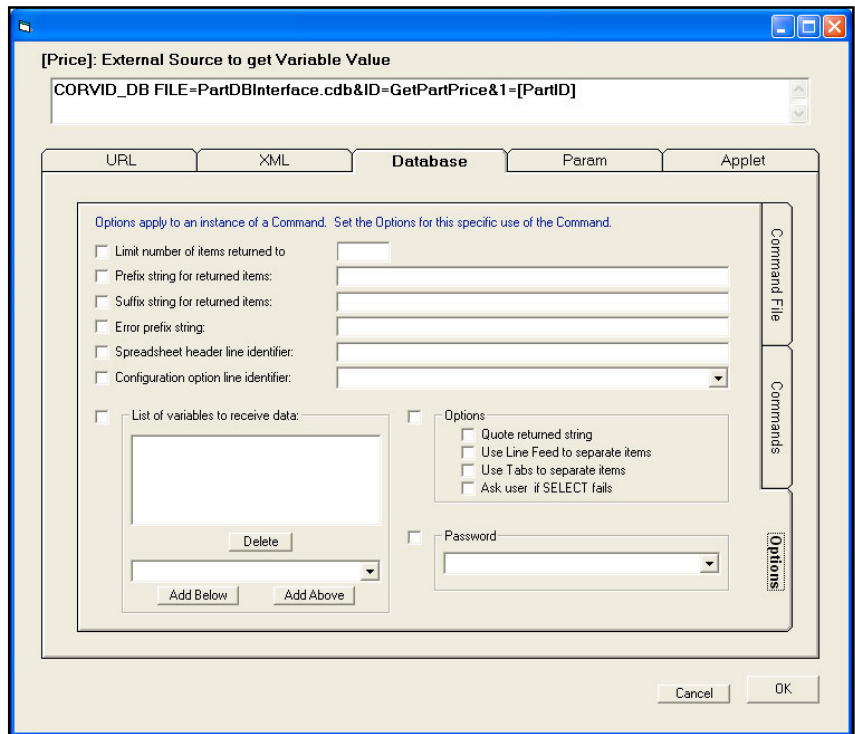 [Price]: External Source to get Variable Value
CORVID_DB FILE=PartDBInterface.cdb&ID=GetPartPrice&1=[PartID]
URL XML Database Param Applet
Options apply to an instance of a Command. Set the Options for this specific use of the Command.
Limit number of items returned to
Prefix string for returned items:
Suffix string for returned items:
Error prefix string:
Spreadsheet header line identifier:
Configuration option line identifier:
List of variables to receive data:
Delete
Add Below Add Above
Options
Quote returned string
Use Line Feed to separate items
Use Tabs to separate items
Ask user if SELECT fails
Password
Command File
Commands
Options
Cancel OK